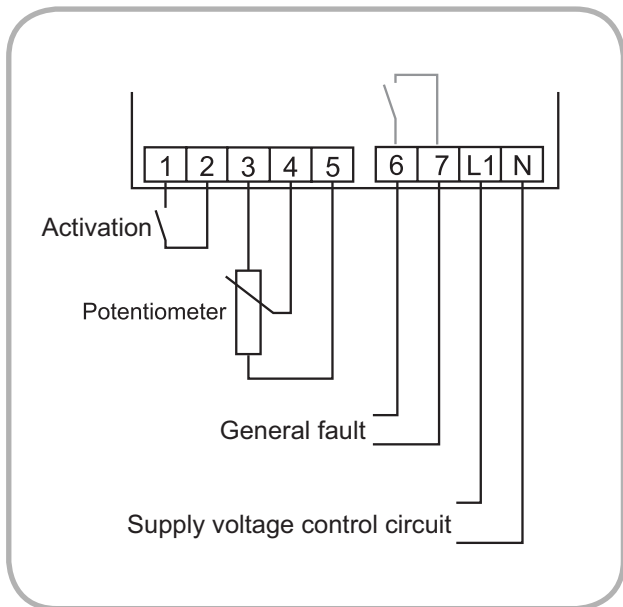 1 2 3 4 5 6 7 L1 N
Activation
Potentiometer
General fault
Supply voltage control circuit